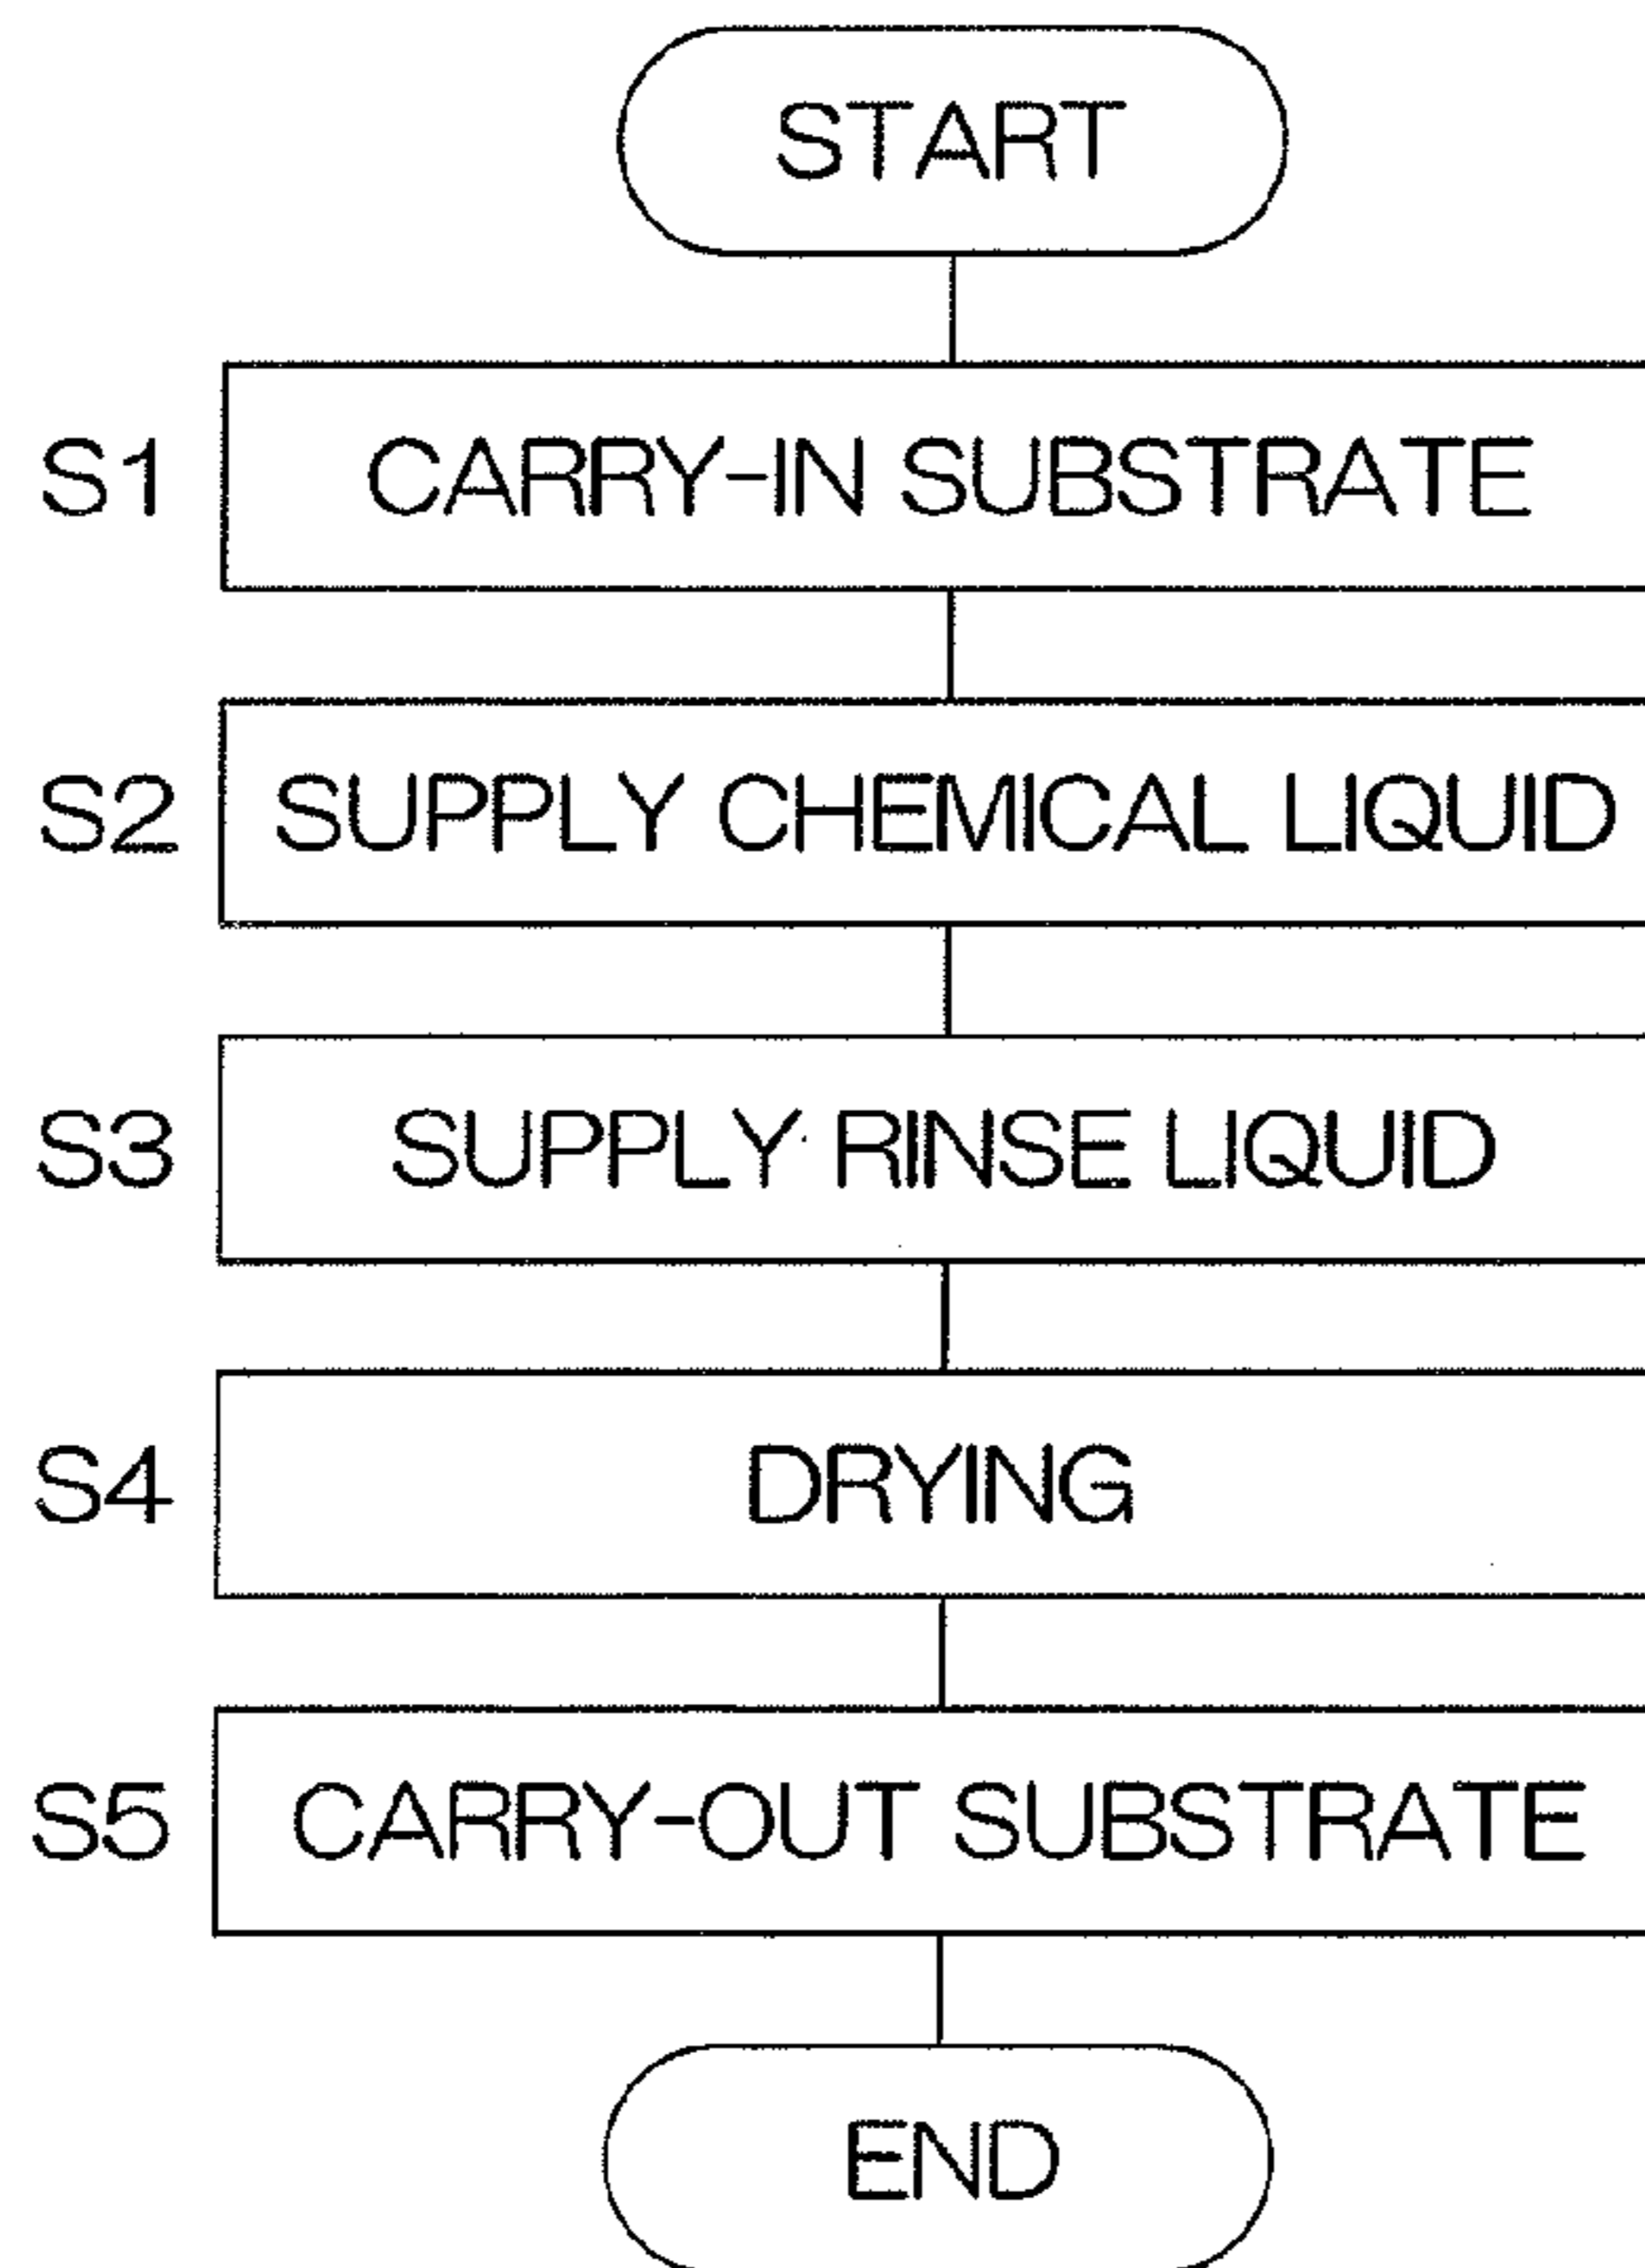 START
S1 CARRY-IN SUBSTRATE
S2 SUPPLY CHEMICAL LIQUID
S3 SUPPLY RINSE LIQUID
S4 DRYING
S5 CARRY-OUT SUBSTRATE
END